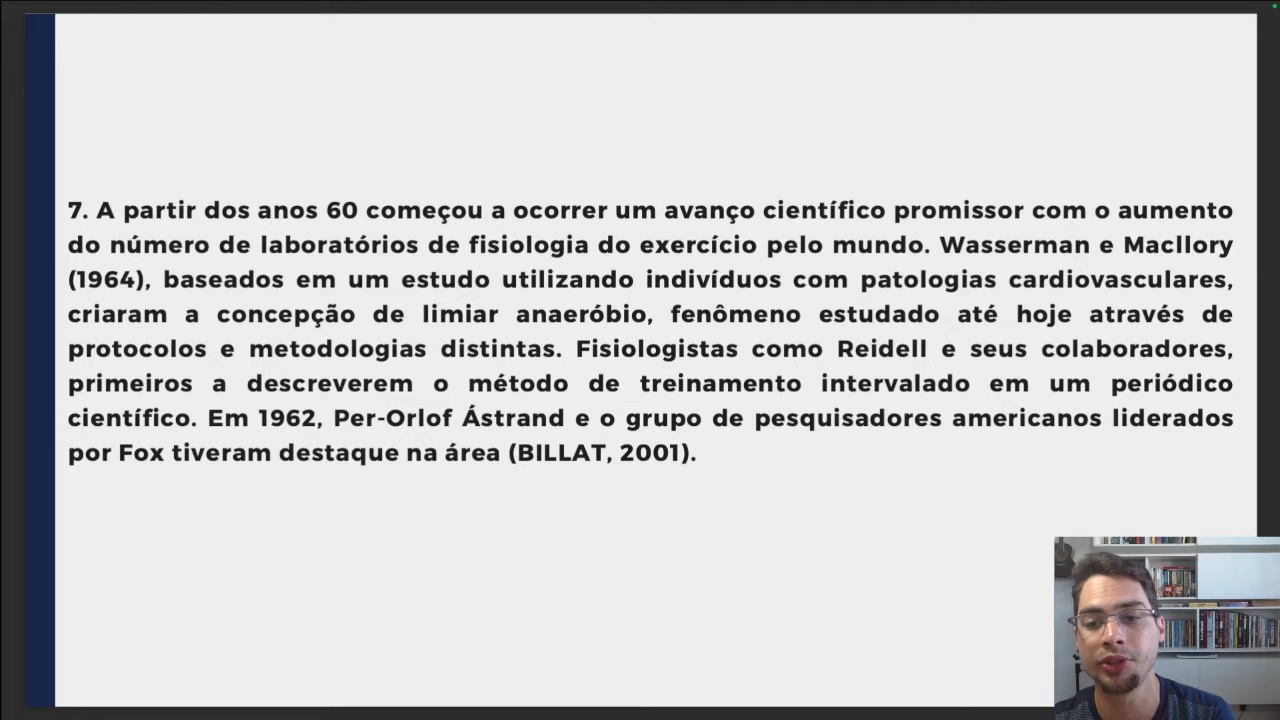 7. A partir dos anos 60 começou a ocorrer um avanço científico promissor com o aumento
do número de laboratórios de fisiologia do exercício pelo mundo. Wasserman e Macllory
(1964), baseados em um estudo utilizando indivíduos com patologias cardiovasculares,
criaram a concepção de limiar anaeróbio, fenômeno estudado até hoje através de
protocolos e metodologias distintas. Fisiologistas como Reidell e seus colaboradores,
primeiros a descreverem o método de treinamento intervalado em um periódico
científico. Em 1962, Per-Orlof Ástrand e o grupo de pesquisadores americanos liderados
por Fox tiveram destaque na área (BILLAT, 2001).